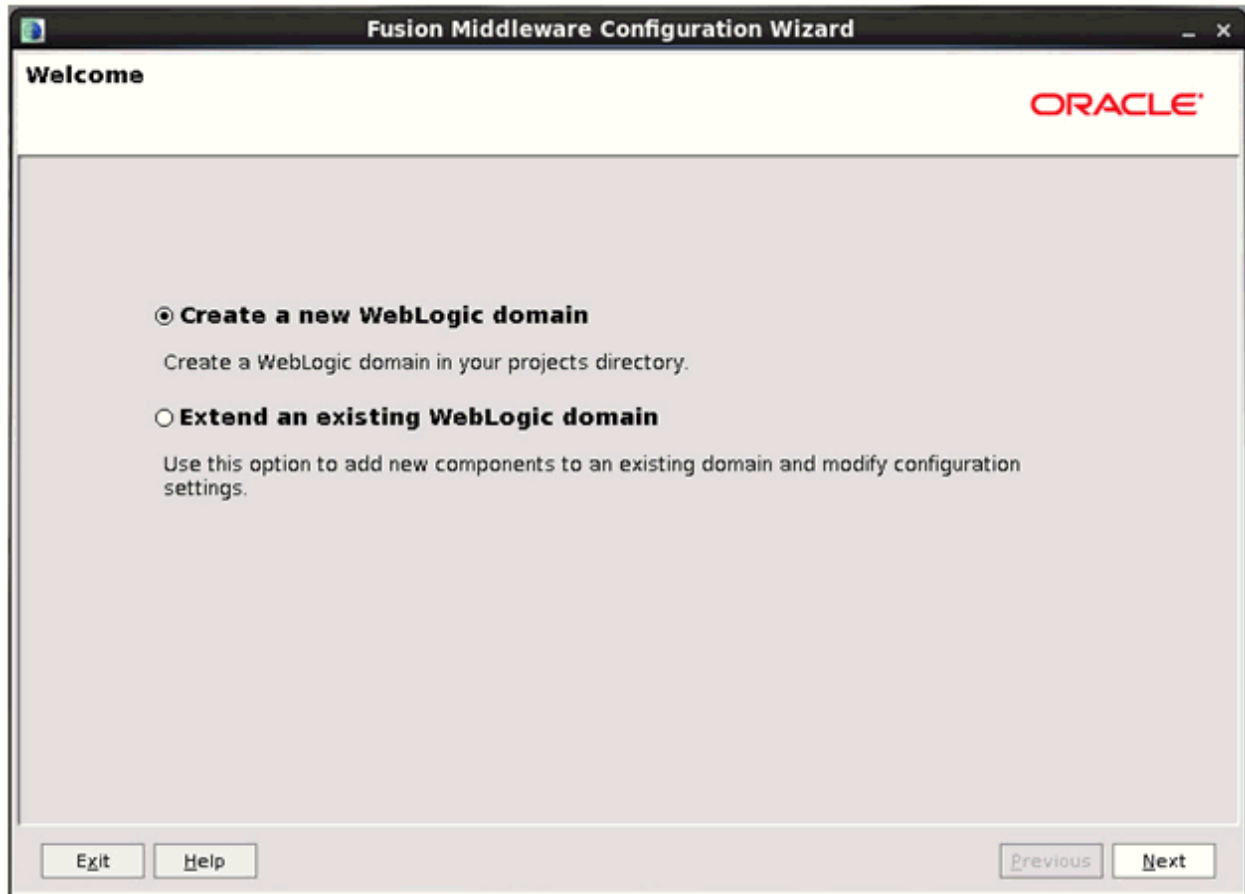 Fusion Middleware Configuration Wizard
Welcome
ORACLE
Create a new WebLogic domain
Create a WebLogic domain in your projects directory.
Extend an existing WebLogic domain
Use this option to add new components to an existing domain and modify configuration
settings.
Exit Help Previous Next